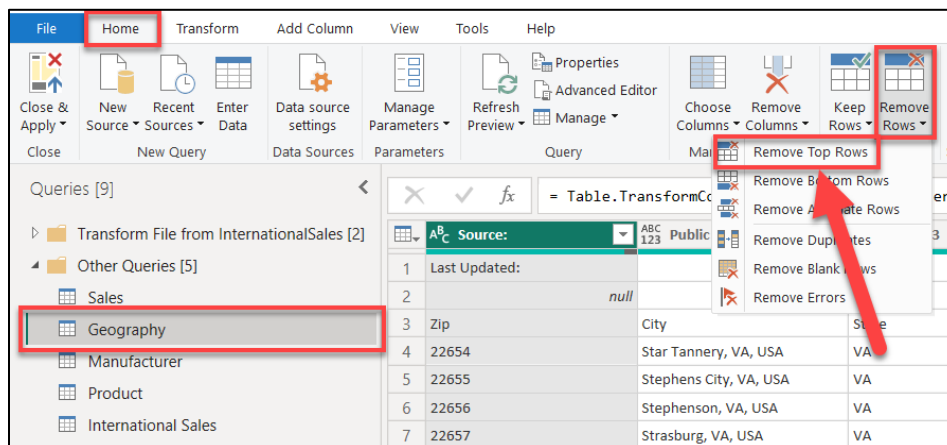 File Home Transform Add Column View Tools Help
Close & Apply
New Source
Recent Sources
Enter Data
Data source settings
Manage Parameters
Refresh Preview
Properties
Advanced Editor
Manage
Choose Columns
Remove Columns
Keep Rows
Remove Rows
Close New Query Data Sources Parameters Query
Remove Top Rows
Remove Bottom Rows
Remove Alternate Rows
Remove Duplicates
Remove Blank Rows
Remove Errors
Queries [9]
fx = Table.TransformCo
Transform File from InternationalSales [2]
Other Queries [5]
Sales
Geography
Manufacturer
Product
International Sales
ABC Source: ABC 123 Public
1 Last Updated:
2 null
3 Zip City State
4 22654 Star Tannery, VA, USA VA
5 22655 Stephens City, VA, USA VA
6 22656 Stephenson, VA, USA VA
7 22657 Strasburg, VA, USA VA